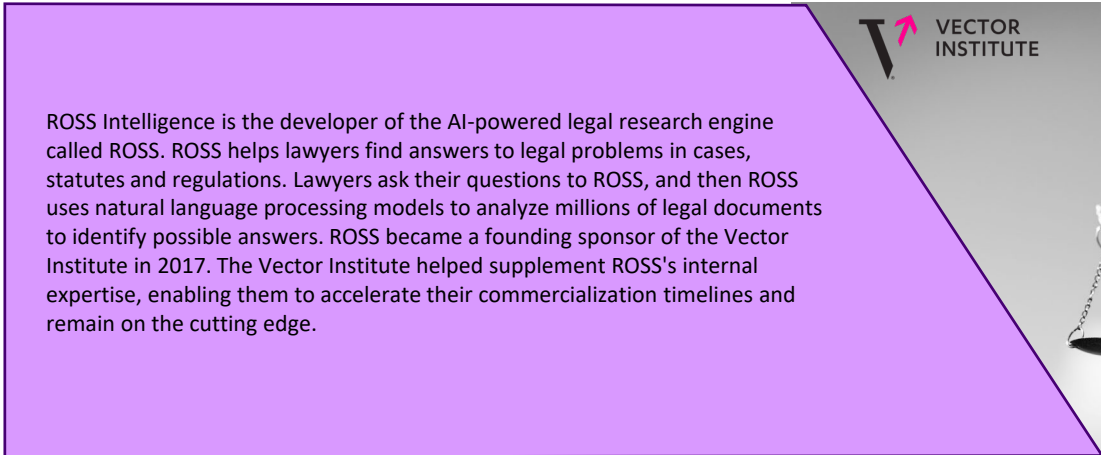 VECTOR
INSTITUTE
ROSS Intelligence is the developer of the AI-powered legal research engine
called ROSS. ROSS helps lawyers find answers to legal problems in cases,
statutes and regulations. Lawyers ask their questions to ROSS, and then ROSS
uses natural language processing models to analyze millions of legal documents
to identify possible answers. ROSS became a founding sponsor of the Vector
Institute in 2017. The Vector Institute helped supplement ROSS's internal
expertise, enabling them to accelerate their commercialization timelines and
remain on the cutting edge.